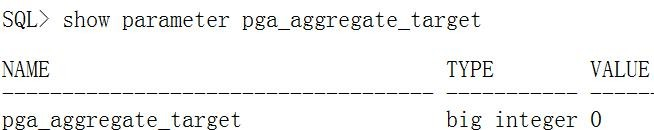 SQL> show parameter pga_aggregate_target
NAME                                 TYPE        VALUE
------------------------------------ ----------- -----
pga_aggregate_target                 big integer 0